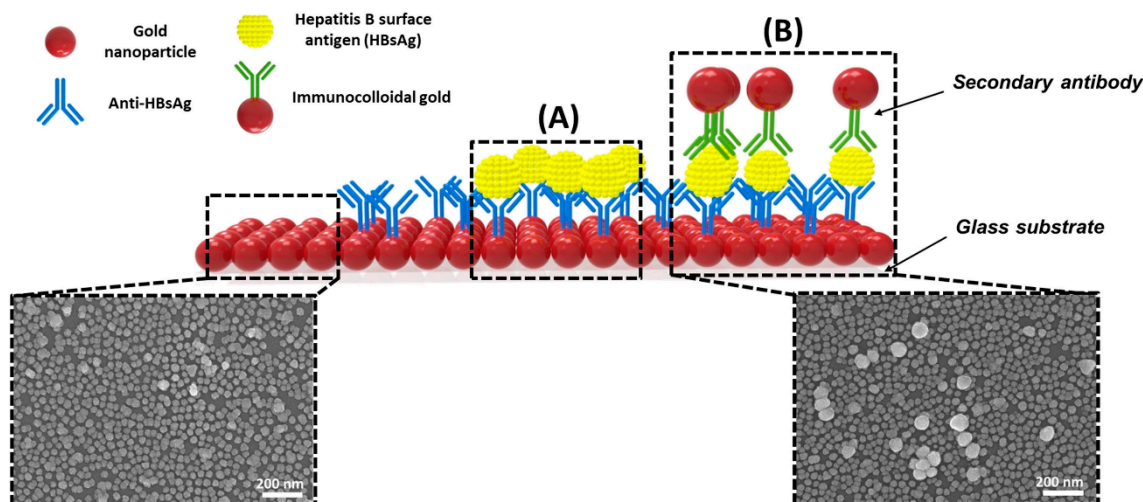 Gold
nanoparticle
Anti-HBsAg
Hepatitis B surface
antigen (HBsAg)
Immunocolloidal gold
(A)
(B)
Secondary antibody
Glass substrate
200 nm
200 nm